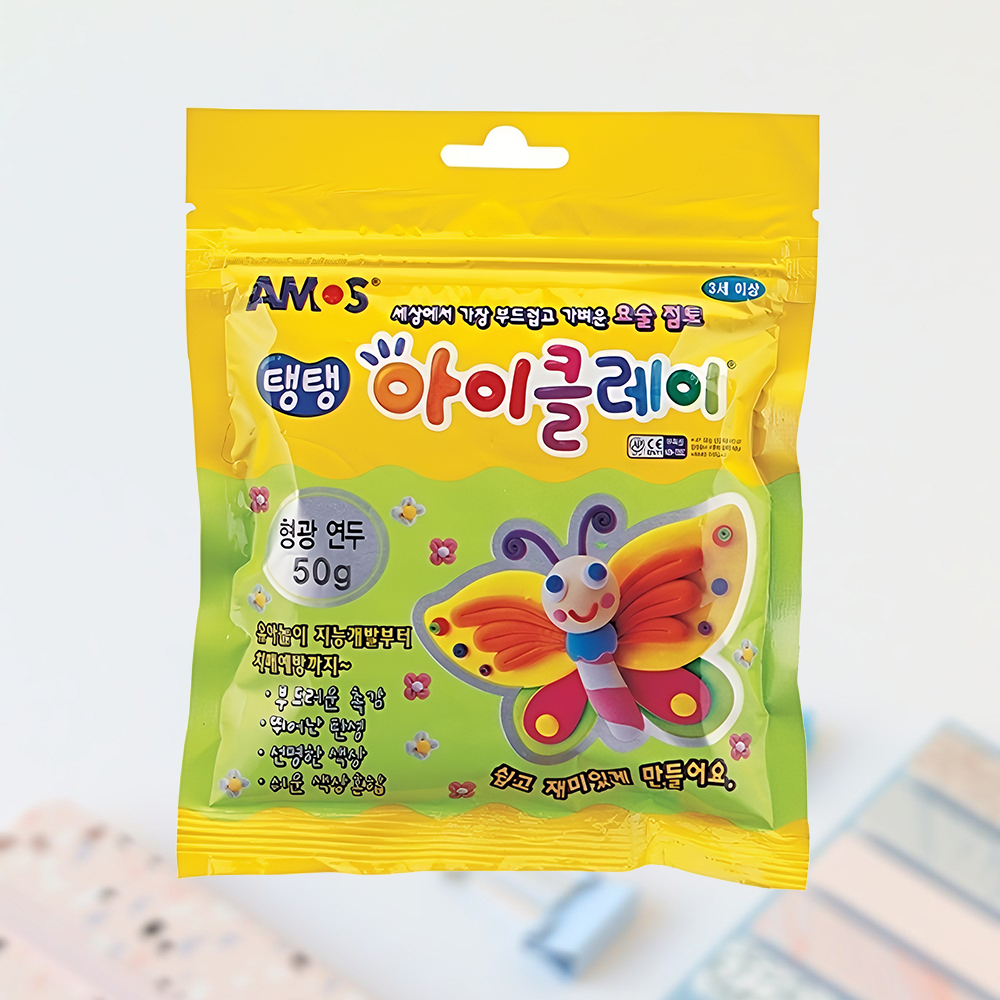 AMOS®
3세 이상
세상에서 가장 부드럽고 가벼운 요술 점토
탱탱 아이클레이®
CE
형광 연두
50g
유아놀이 지능개발부터
치매예방까지~
· 부드러운 촉감
· 뛰어난 탄성
· 선명한 색상
· 쉬운 색상혼합
쉽고 재미있게 만들어요.